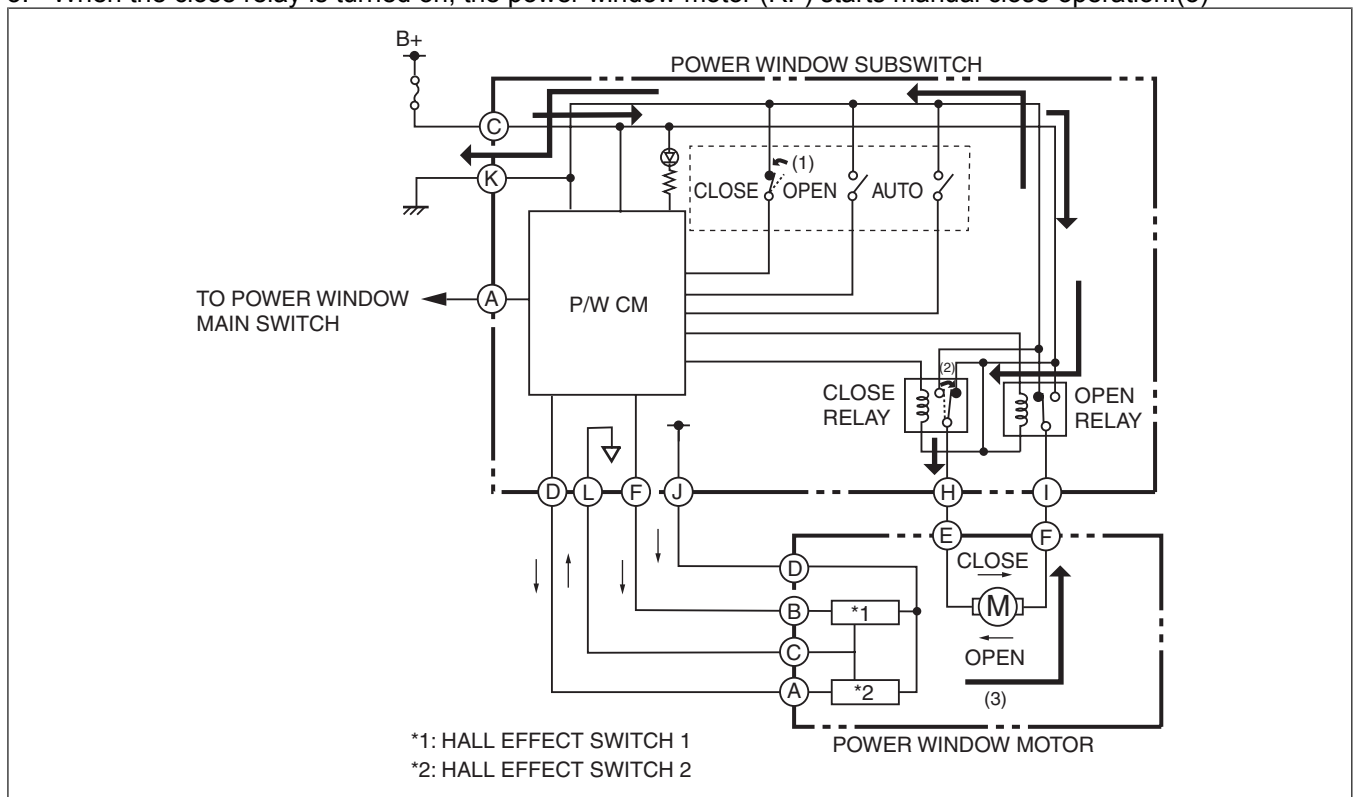 B+
POWER WINDOW SUBSWITCH
C
(1)
K
CLOSE OPEN AUTO
P/W CM
TO POWER WINDOW
MAIN SWITCH
A
(2)
CLOSE
RELAY
OPEN
RELAY
D L F J H I
E F
CLOSE
D
M
B *1
C
OPEN
A *2
(3)
*1: HALL EFFECT SWITCH 1
*2: HALL EFFECT SWITCH 2
POWER WINDOW MOTOR